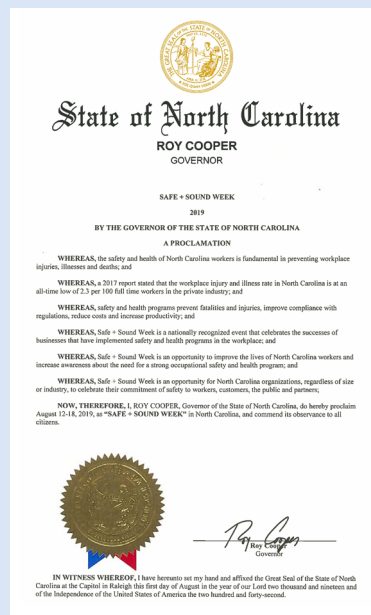 THE GREAT SEAL OF THE STATE OF NORTH CAROLINA
State of North Carolina
ROY COOPER
GOVERNOR
SAFE + SOUND WEEK
2019
BY THE GOVERNOR OF THE STATE OF NORTH CAROLINA
A PROCLAMATION
WHEREAS, the safety and health of North Carolina workers is fundamental in preventing workplace
injuries, illnesses and deaths; and
WHEREAS, a 2017 report stated that the workplace injury and illness rate in North Carolina is at an
all-time low of 2.3 per 100 full time workers in the private industry; and
WHEREAS, safety and health programs prevent fatalities and injuries, improve compliance with
regulations, reduce costs and increase productivity; and
WHEREAS, Safe + Sound Week is a nationally recognized event that celebrates the successes of
businesses that have implemented safety and health programs in the workplace; and
WHEREAS, Safe + Sound Week is an opportunity to improve the lives of North Carolina workers and
increase awareness about the need for a strong occupational safety and health program; and
WHEREAS, Safe + Sound Week is an opportunity for North Carolina organizations, regardless of size
or industry, to celebrate their commitment of safety to workers, customers, the public and partners;
NOW, THEREFORE, I, ROY COOPER, Governor of the State of North Carolina, do hereby proclaim
August 12-18, 2019, as “SAFE + SOUND WEEK” in North Carolina, and commend its observance to all
citizens.
Roy Cooper
Roy Cooper
Governor
IN WITNESS WHEREOF, I have hereunto set my hand and affixed the Great Seal of the State of North
Carolina at the Capitol in Raleigh this first day of August in the year of our Lord two thousand and nineteen and
of the Independence of the United States of America the two hundred and forty-second.